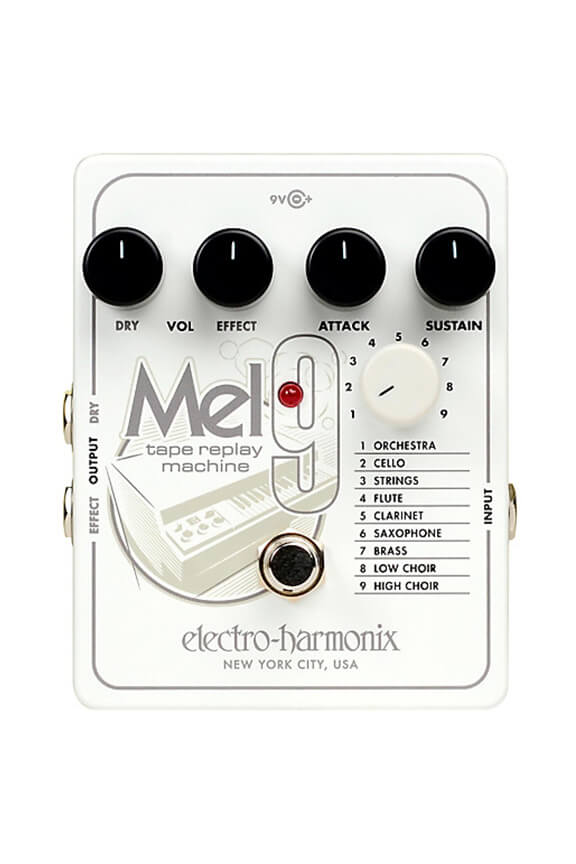 9V +
DRY VOL EFFECT ATTACK SUSTAIN
1 2 3 4 5 6 7 8 9
Mel9
tape replay
machine
DRY
OUTPUT
EFFECT
INPUT
1 ORCHESTRA
2 CELLO
3 STRINGS
4 FLUTE
5 CLARINET
6 SAXOPHONE
7 BRASS
8 LOW CHOIR
9 HIGH CHOIR
electro-harmonix
NEW YORK CITY, USA